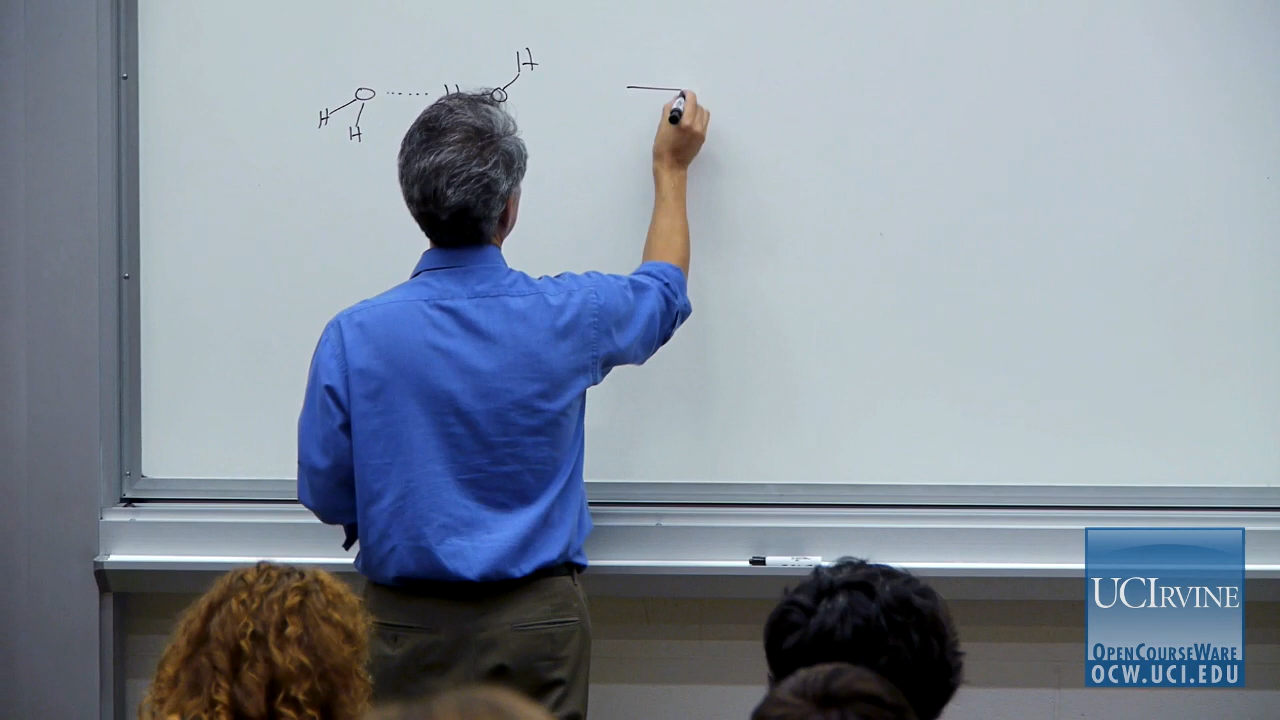 H
O ...... H O
H
H
UCIRVINE
OPENCOURSEWARE
OCW.UCI.EDU